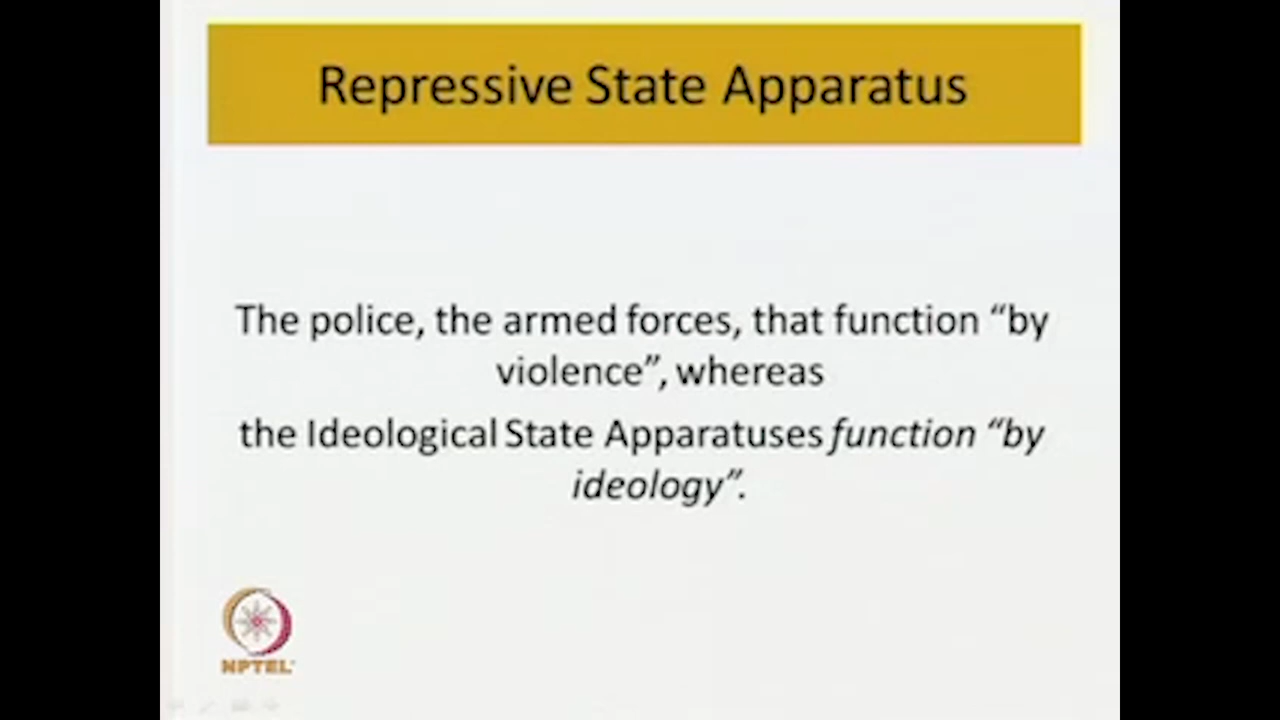 Repressive State Apparatus
The police, the armed forces, that function “by
violence”, whereas
the Ideological State Apparatuses function “by
ideology”.
NPTEL